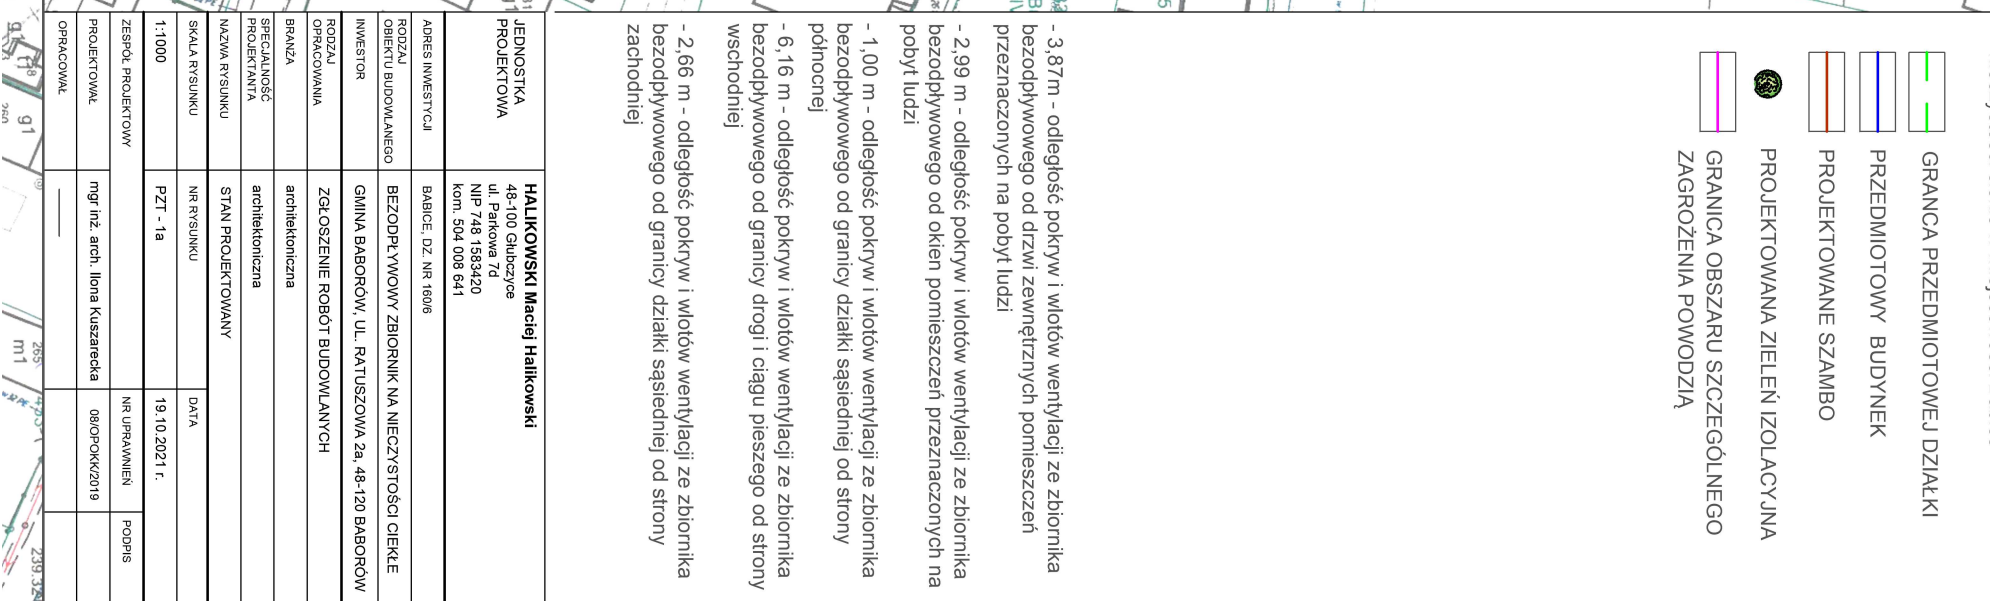 GRANCA PRZEDMIOTOWEJ DZIAŁKI
PRZEDMIOTOWY BUDYNEK
PROJEKTOWANE SZAMBO
PROJEKTOWANA ZIELEŃ IZOLACYJNA
GRANICA OBSZARU SZCZEGÓLNEGO
ZAGROŻENIA POWODZIĄ
- 3,87m - odległość pokryw i wlotów wentylacji ze zbiornika
bezodpływowego od drzwi zewnętrznych pomieszczeń
przeznaczonych na pobyt ludzi
- 2,99 m - odległość pokryw i wlotów wentylacji ze zbiornika
bezodpływowego od okien pomieszczeń przeznaczonych na
pobyt ludzi
- 1,00 m - odległość pokryw i wlotów wentylacji ze zbiornika
bezodpływowego od granicy działki sąsiedniej od strony
północnej
- 6,16 m - odległość pokryw i wlotów wentylacji ze zbiornika
bezodpływowego od granicy drogi i ciągu pieszego od strony
wschodniej
- 2,66 m - odległość pokryw i wlotów wentylacji ze zbiornika
bezodpływowego od granicy działki sąsiedniej od strony
zachodniej
JEDNOSTKA
PROJEKTOWA
HALIKOWSKI Maciej Halikowski
48-100 Głubczyce
ul. Parkowa 7d
NIP 748 1583420
kom. 504 008 641
ADRES INWESTYCJI
BABICE, DZ. NR 160/6
RODZAJ
OBIEKTU BUDOWLANEGO
BEZODPŁYWOWY ZBIORNIK NA NIECZYSTOŚCI CIEKŁE
INWESTOR
GMINA BABORÓW, UL. RATUSZOWA 2a, 48-120 BABORÓW
RODZAJ
OPRACOWANIA
ZGŁOSZENIE ROBÓT BUDOWLANYCH
BRANŻA
architektoniczna
SPECJALNOŚĆ
PROJEKTANTA
architektoniczna
NAZWA RYSUNKU
STAN PROJEKTOWANY
SKALA RYSUNKU
NR RYSUNKU
DATA
1:1000
PZT - 1a
19.10.2021 r.
ZESPÓŁ PROJEKTOWY
NR UPRAWNIEŃ
PODPIS
PROJEKTOWAŁ
mgr inż. arch. Ilona Kuszarecka
08/OPOKK/2019
OPRACOWAŁ
g1
265
m1
239.32